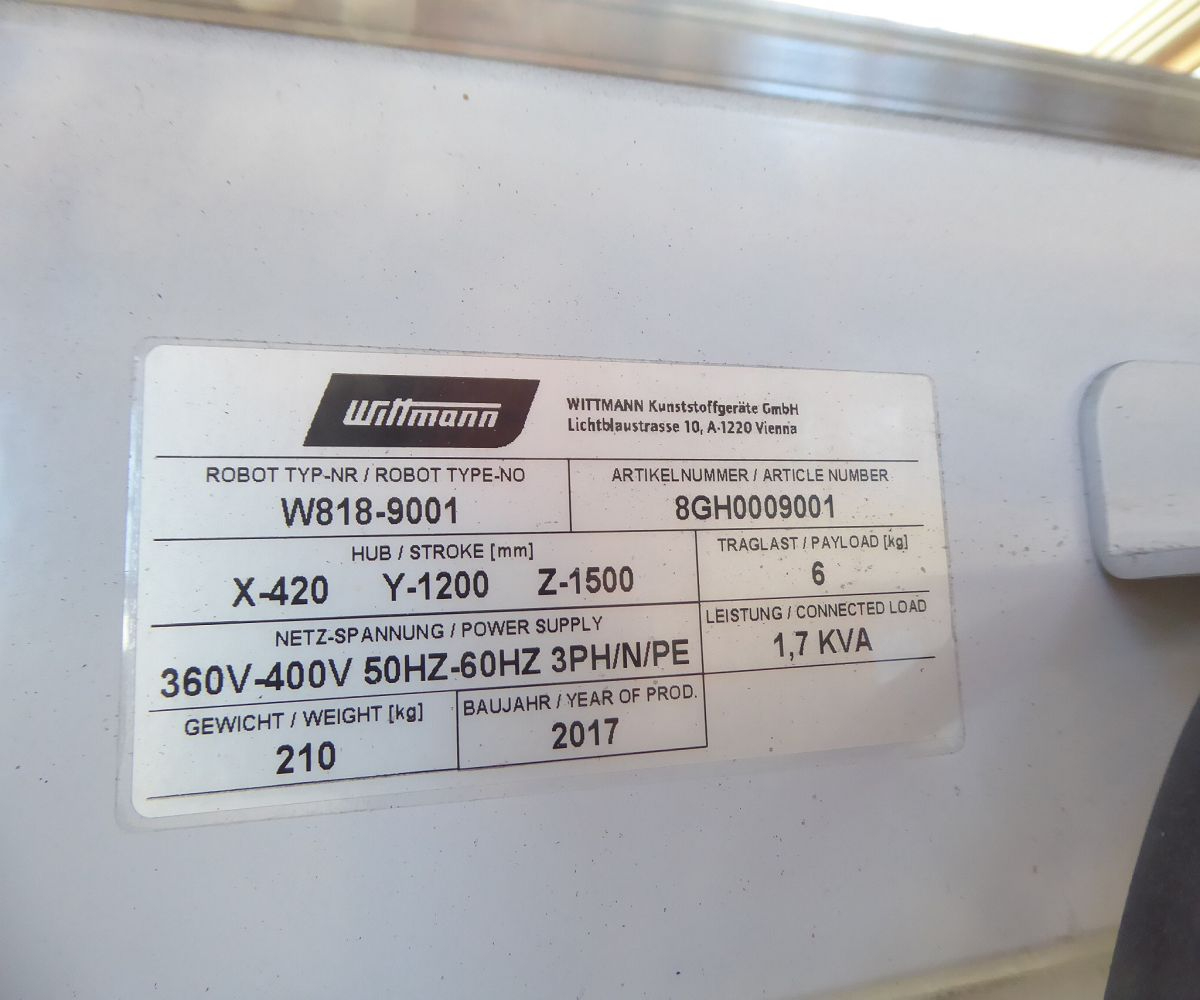 Wittmann
WITTMANN Kunststoffgeräte GmbH
Lichtblaustrasse 10, A-1220 Vienna
ROBOT TYP-NR / ROBOT TYPE-NO
W818-9001
ARTIKELNUMMER / ARTICLE NUMBER
8GH0009001
HUB / STROKE [mm]
X-420 Y-1200 Z-1500
TRAGLAST / PAYLOAD [kg]
6
NETZ-SPANNUNG / POWER SUPPLY
360V-400V 50HZ-60HZ 3PH/N/PE
LEISTUNG / CONNECTED LOAD
1,7 KVA
GEWICHT / WEIGHT [kg]
210
BAUJAHR / YEAR OF PROD.
2017